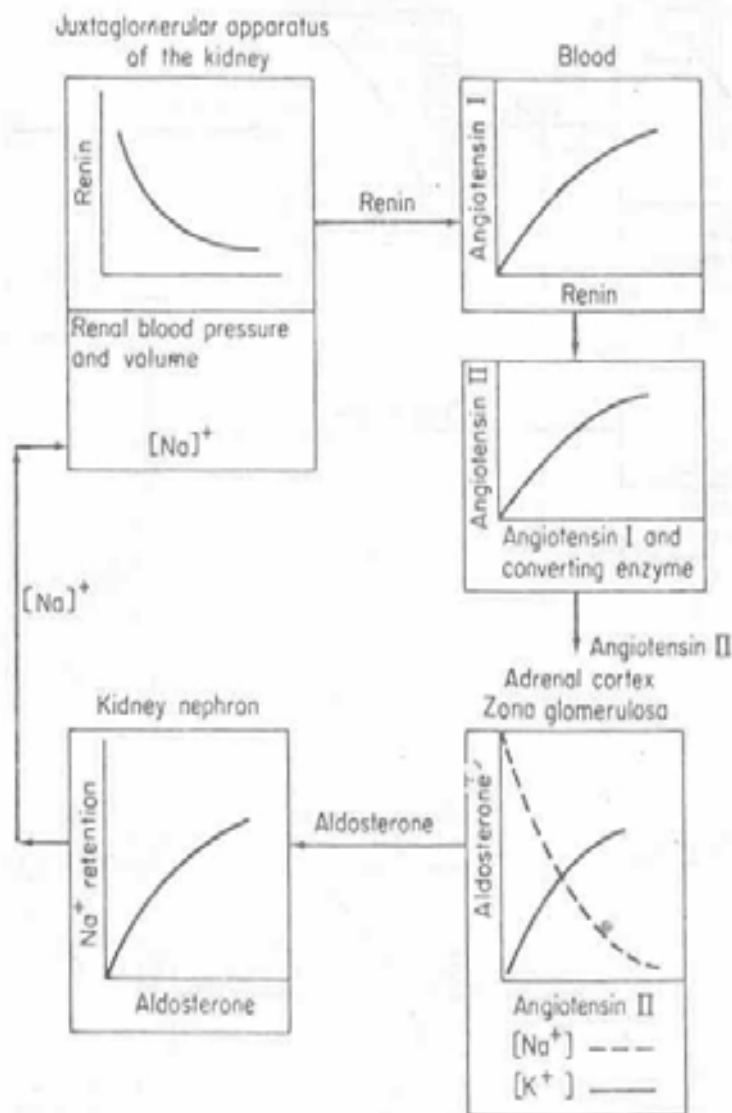 Juxtaglomerular apparatus
of the kidney
Renin
Renal blood pressure
and volume
[Na]+
Renin
Blood
Angiotensin I
Renin
Angiotensin II
Angiotensin I and
converting enzyme
Angiotensin II
Adrenal cortex
Zona glomerulosa
Aldosterone
Angiotensin II
[Na+]
[K+]
Aldosterone
Kidney nephron
Na+ retention
Aldosterone
[Na]+